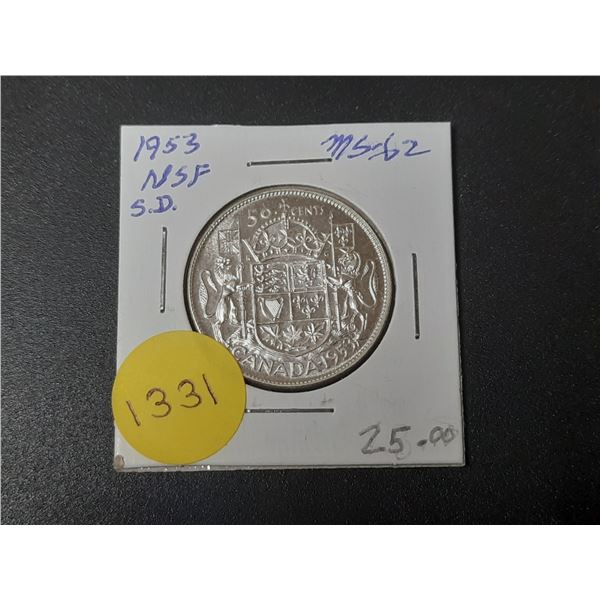 1953
NSF
S.D.
MS-62
50 CENTS
CANADA·1953
1331
25.00